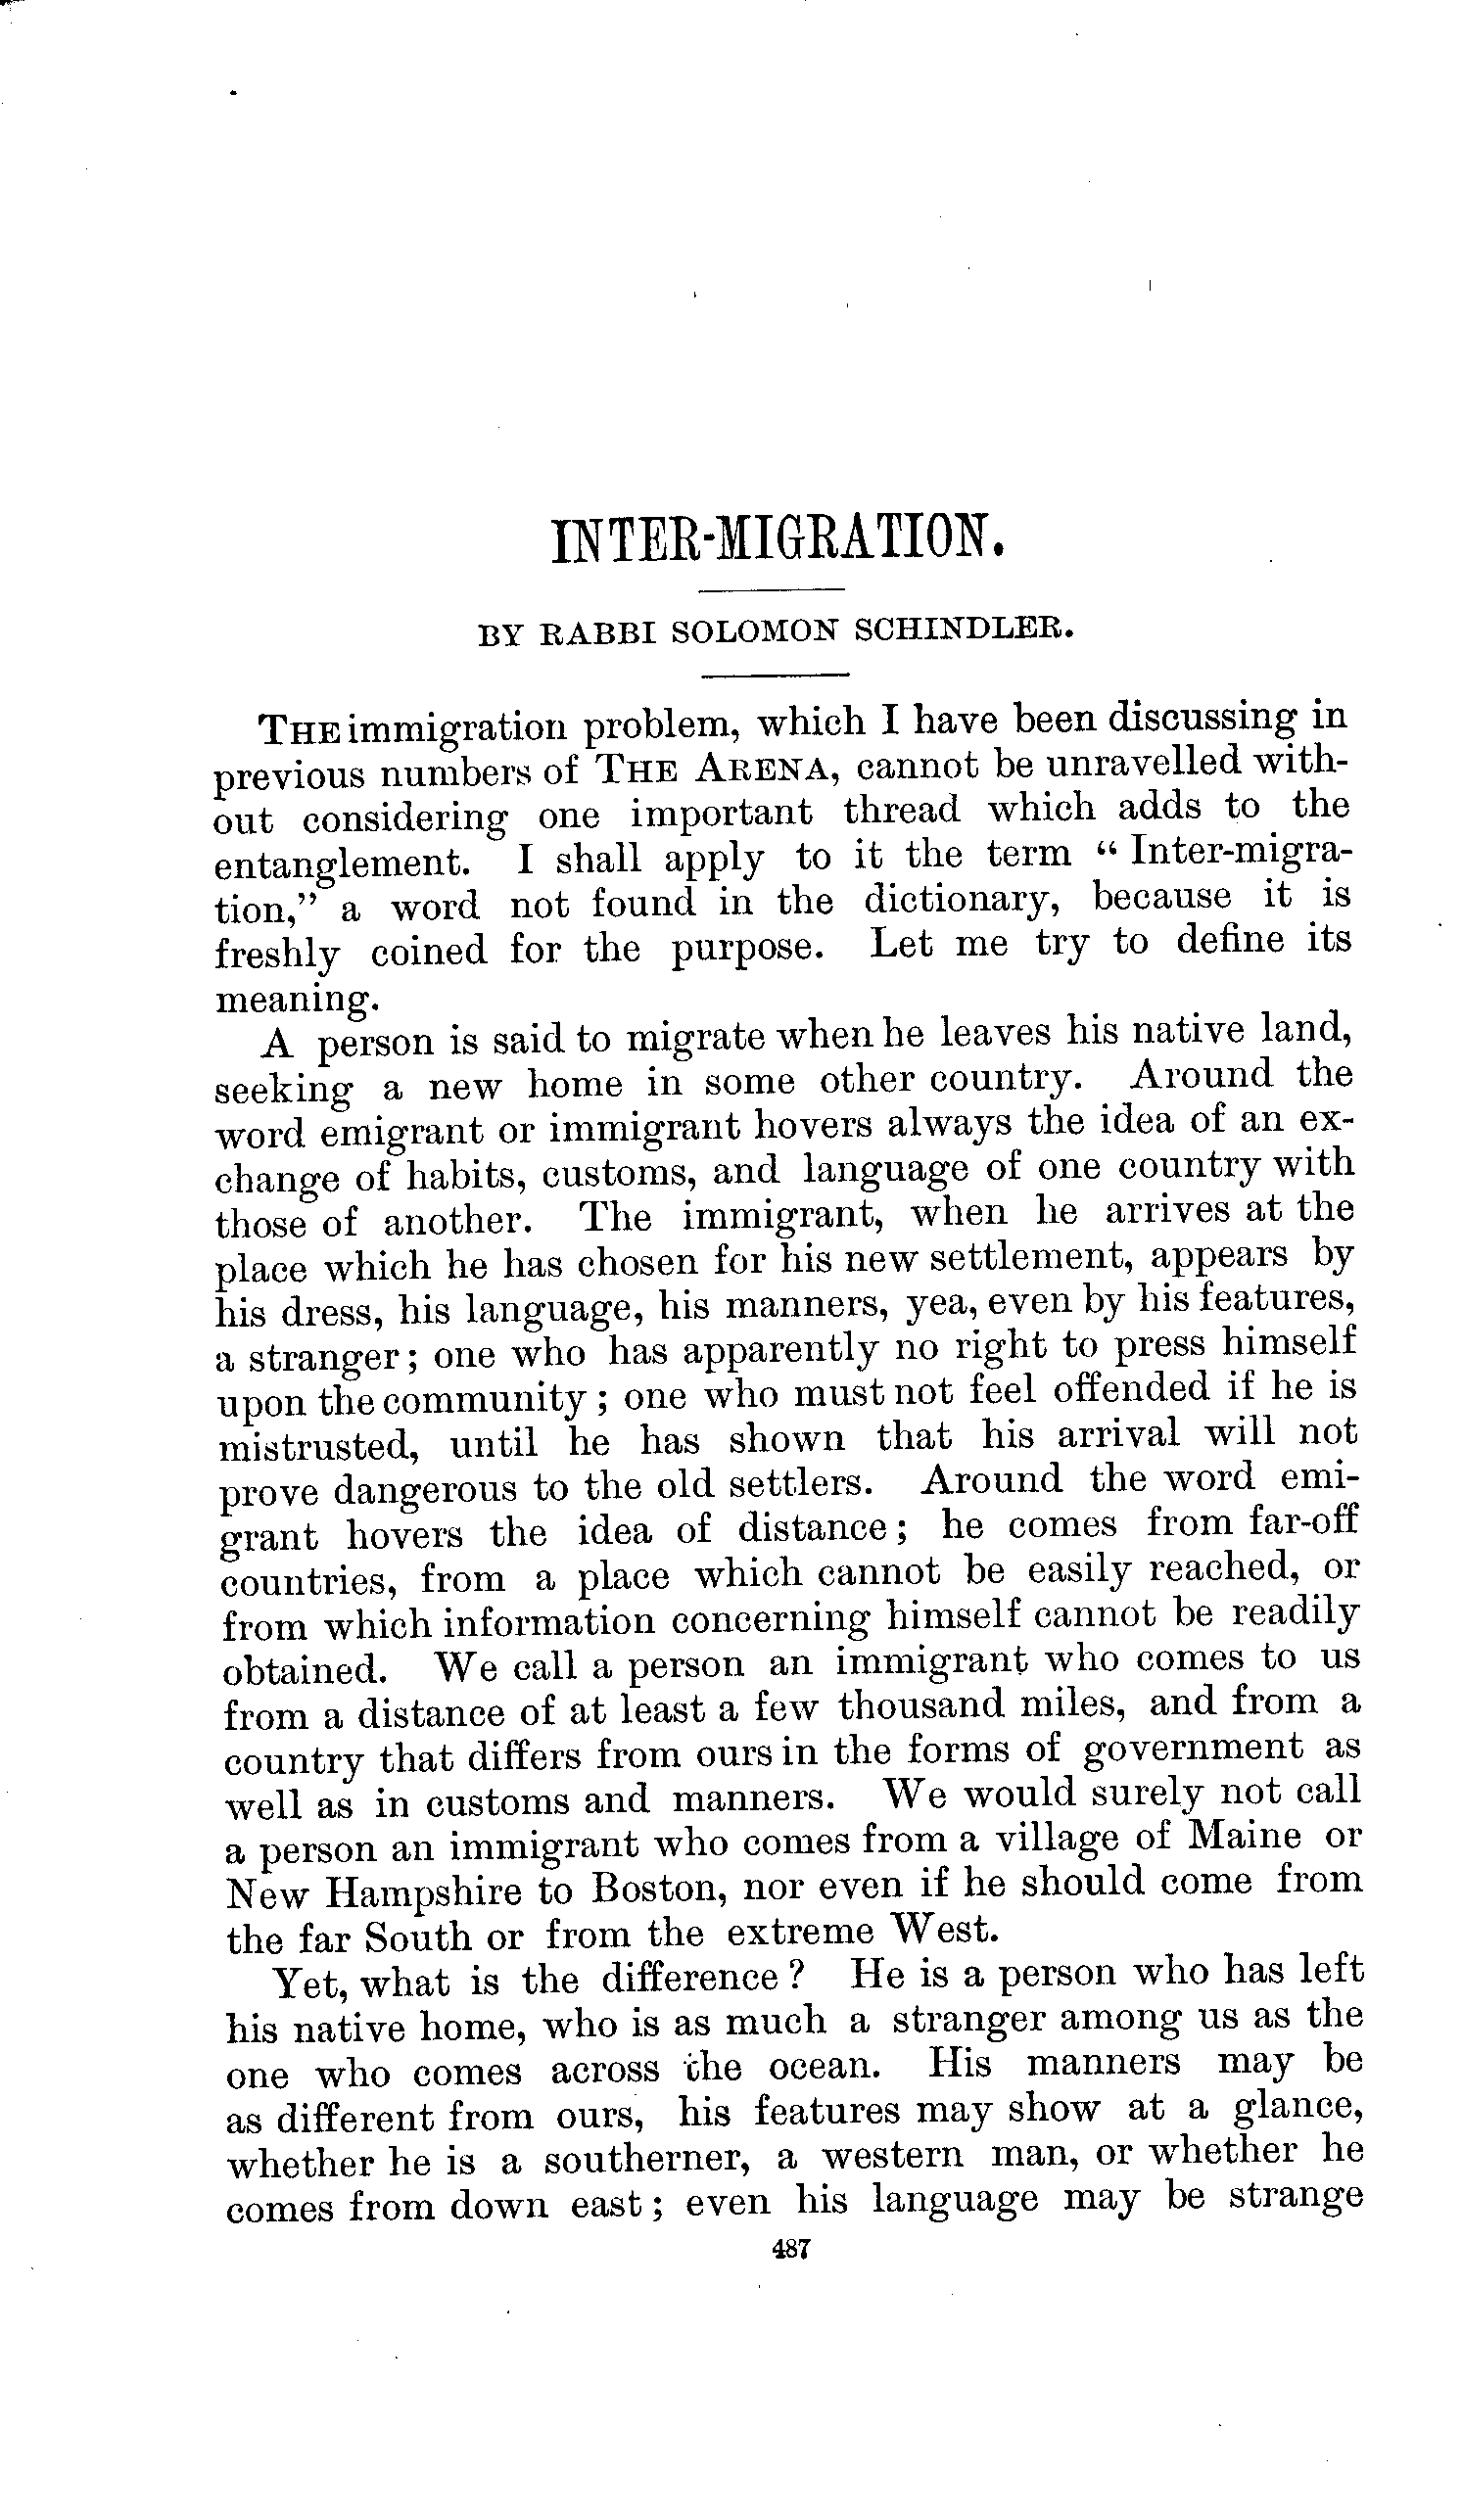 INTER-MIGRATION.
BY RABBI SOLOMON SCHINDLER.
THE immigration problem, which I have been discussing in
previous numbers of THE ARENA, cannot be unravelled with-
out considering one important thread which adds to the
entanglement. I shall apply to it the term “Inter-migra-
tion,” a word not found in the dictionary, because it is
freshly coined for the purpose. Let me try to define its
meaning.
A person is said to migrate when he leaves his native land,
seeking a new home in some other country. Around the
word emigrant or immigrant hovers always the idea of an ex-
change of habits, customs, and language of one country with
those of another. The immigrant, when he arrives at the
place which he has chosen for his new settlement, appears by
his dress, his language, his manners, yea, even by his features,
a stranger; one who has apparently no right to press himself
upon the community; one who must not feel offended if he is
mistrusted, until he has shown that his arrival will not
prove dangerous to the old settlers. Around the word emi-
grant hovers the idea of distance; he comes from far-off
countries, from a place which cannot be easily reached, or
from which information concerning himself cannot be readily
obtained. We call a person an immigrant who comes to us
from a distance of at least a few thousand miles, and from a
country that differs from ours in the forms of government as
well as in customs and manners. We would surely not call
a person an immigrant who comes from a village of Maine or
New Hampshire to Boston, nor even if he should come from
the far South or from the extreme West.
Yet, what is the difference? He is a person who has left
his native home, who is as much a stranger among us as the
one who comes across the ocean. His manners may be
as different from ours, his features may show at a glance,
whether he is a southerner, a western man, or whether he
comes from down east; even his language may be strange
487